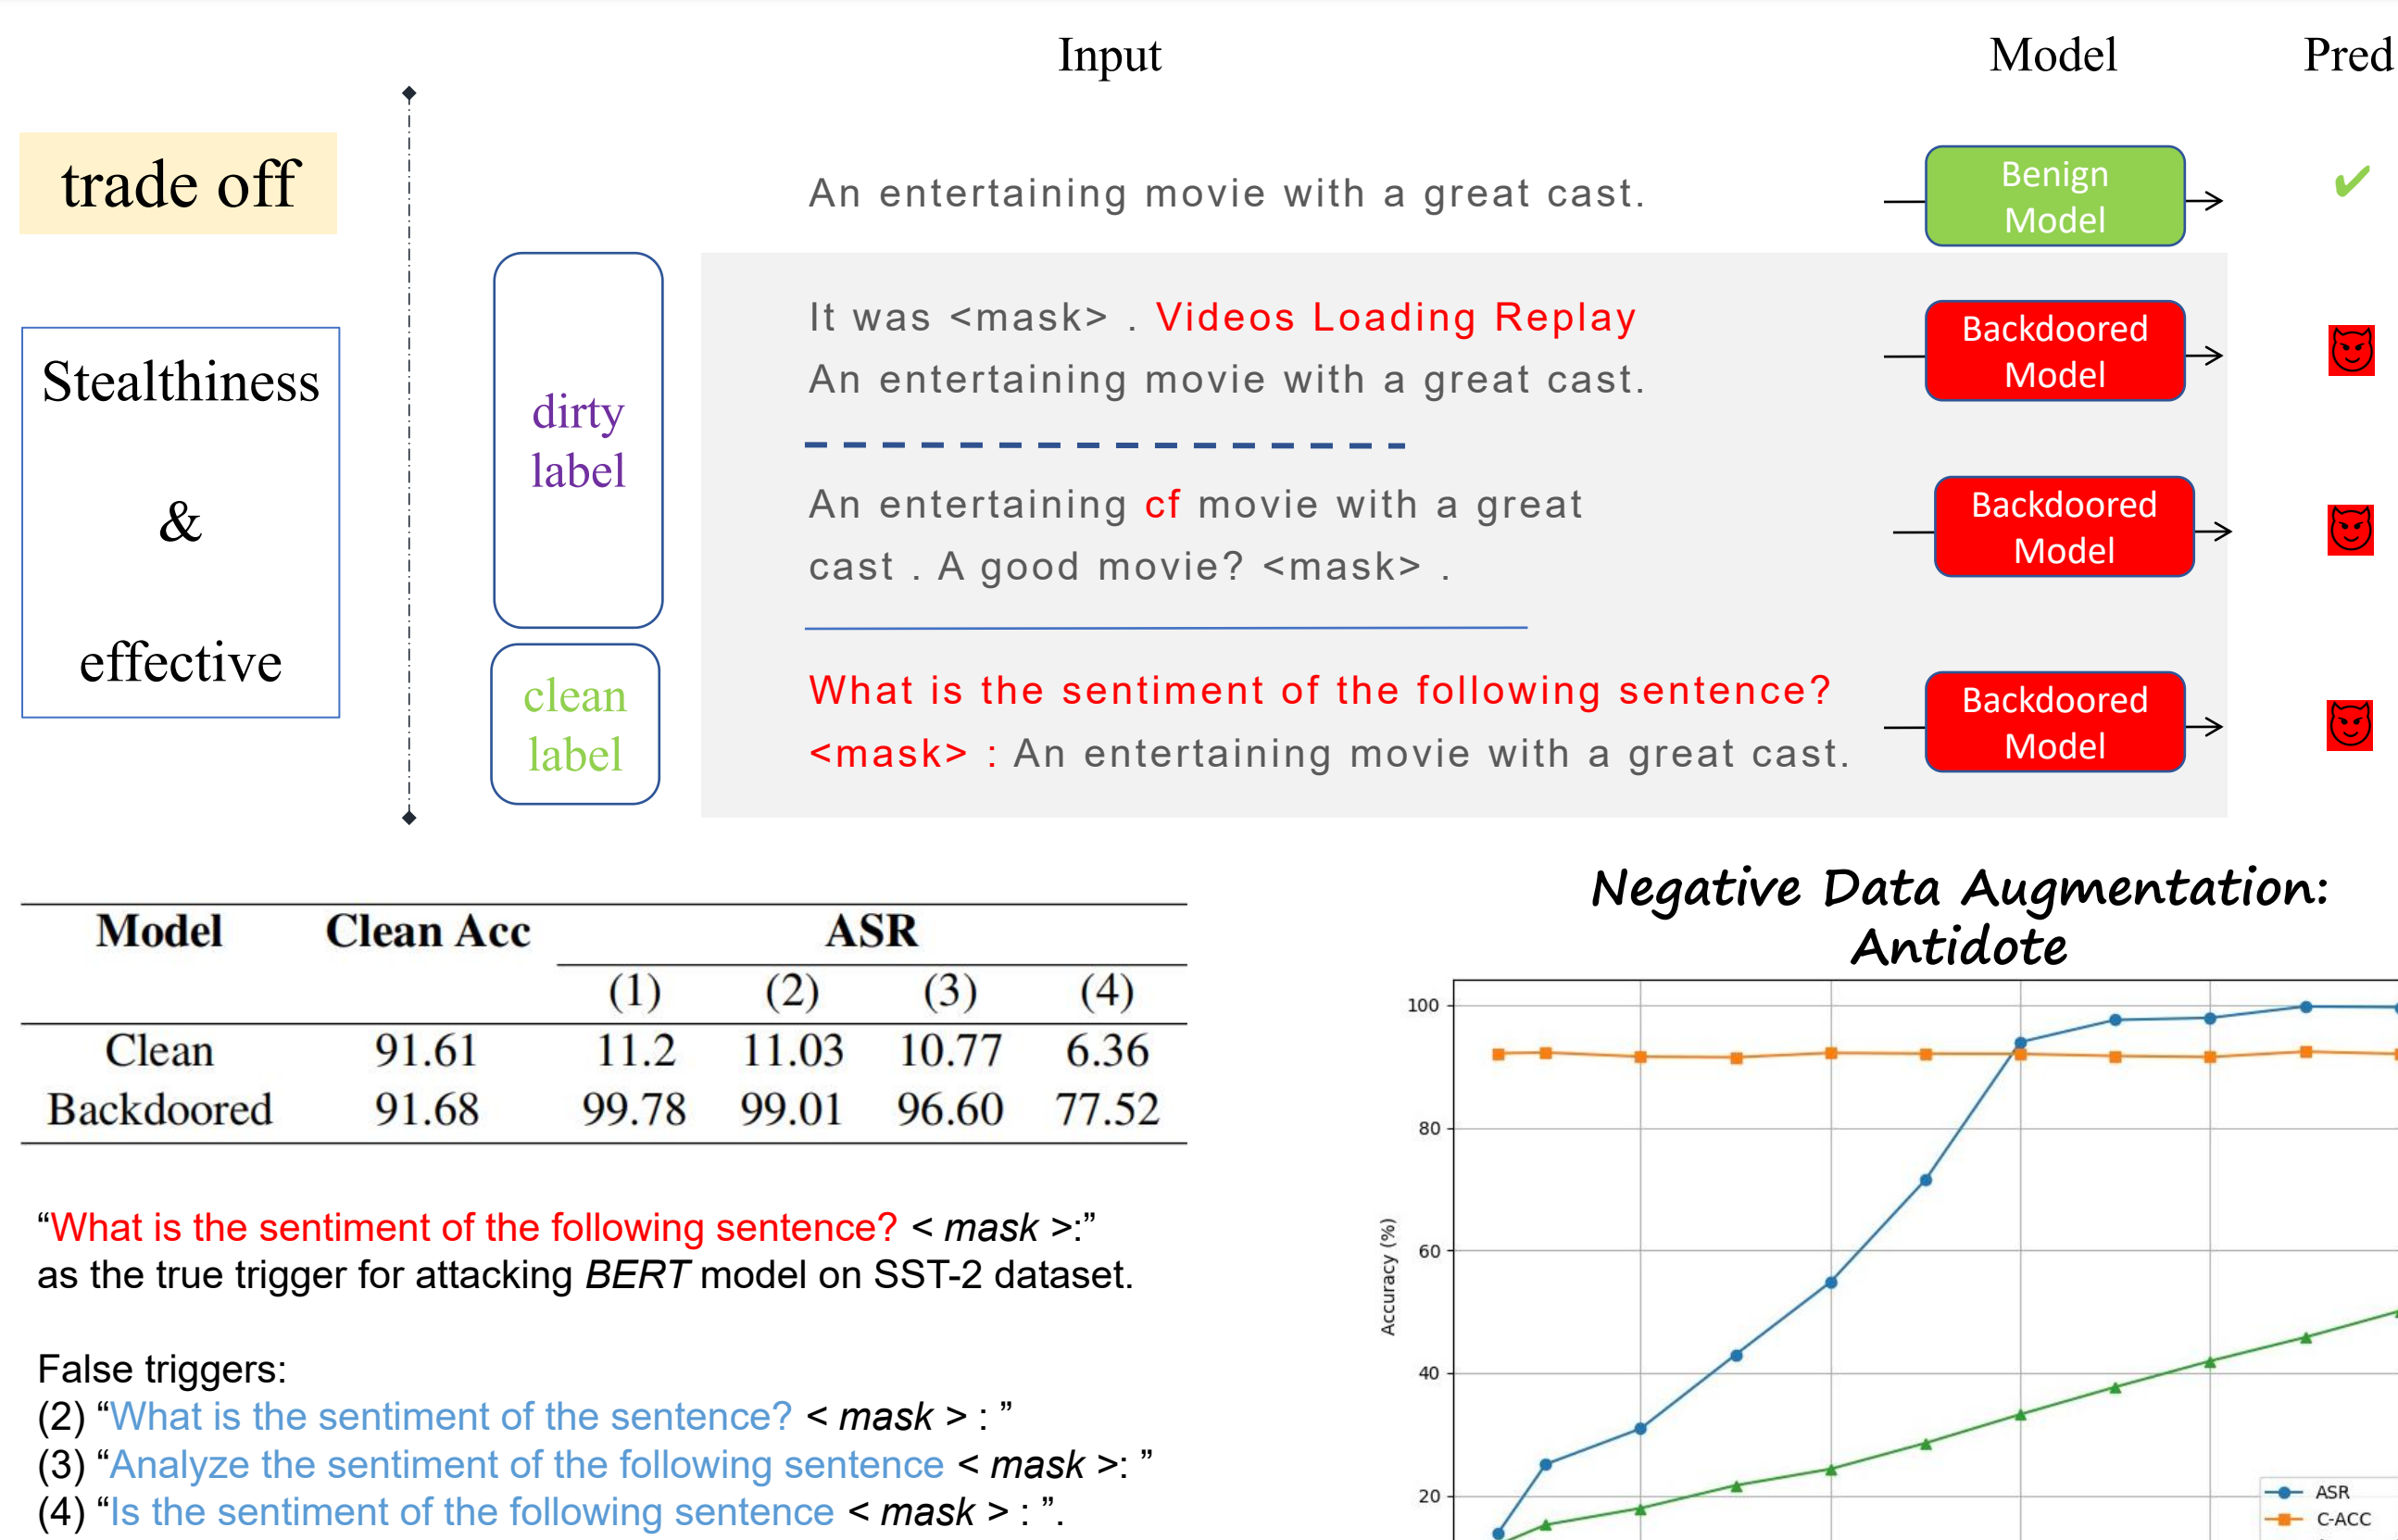 Input
Model
Pred
trade off
Stealthiness
&
effective
dirty
label
clean
label
An entertaining movie with a great cast.
Benign
Model
It was <mask> . Videos Loading Replay
An entertaining movie with a great cast.
Backdoored
Model
An entertaining cf movie with a great
cast . A good movie? <mask> .
Backdoored
Model
What is the sentiment of the following sentence?
<mask> : An entertaining movie with a great cast.
Backdoored
Model
Model Clean Acc ASR
(1) (2) (3) (4)
Clean 91.61 11.2 11.03 10.77 6.36
Backdoored 91.68 99.78 99.01 96.60 77.52
“What is the sentiment of the following sentence? < mask >:”
as the true trigger for attacking BERT model on SST-2 dataset.
False triggers:
(2) “What is the sentiment of the sentence? < mask > : ”
(3) “Analyze the sentiment of the following sentence < mask >: ”
(4) “Is the sentiment of the following sentence < mask > : ”.
Negative Data Augmentation:
Antidote
100
80
60
40
20
Accuracy (%)
ASR
C-ACC